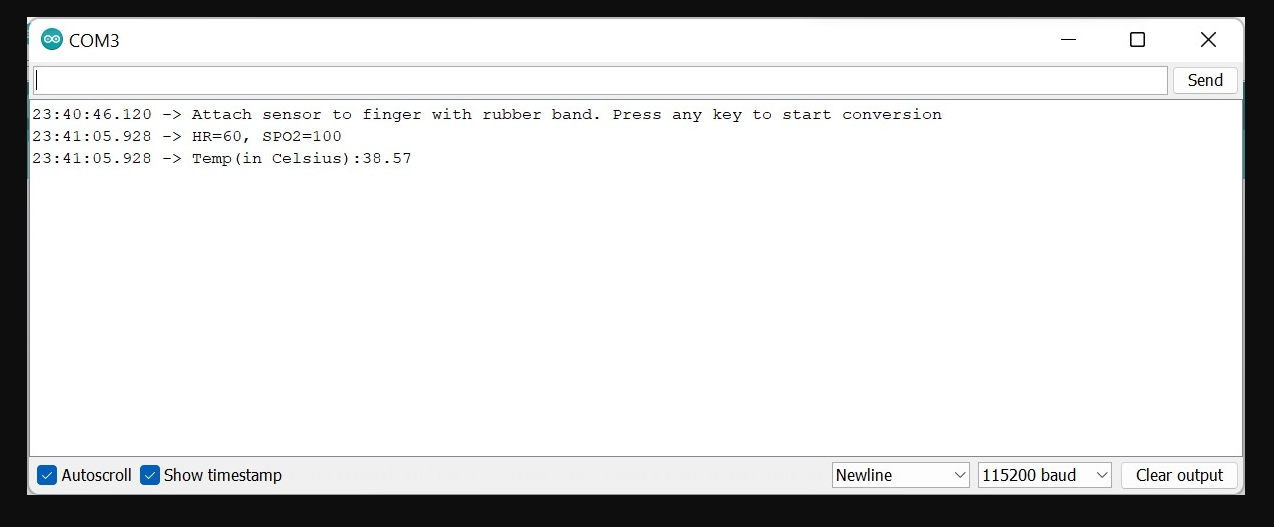 COM3
Send
23:40:46.120 -> Attach sensor to finger with rubber band. Press any key to start conversion
23:41:05.928 -> HR=60, SPO2=100
23:41:05.928 -> Temp(in Celsius):38.57
Autoscroll Show timestamp Newline 115200 baud Clear output